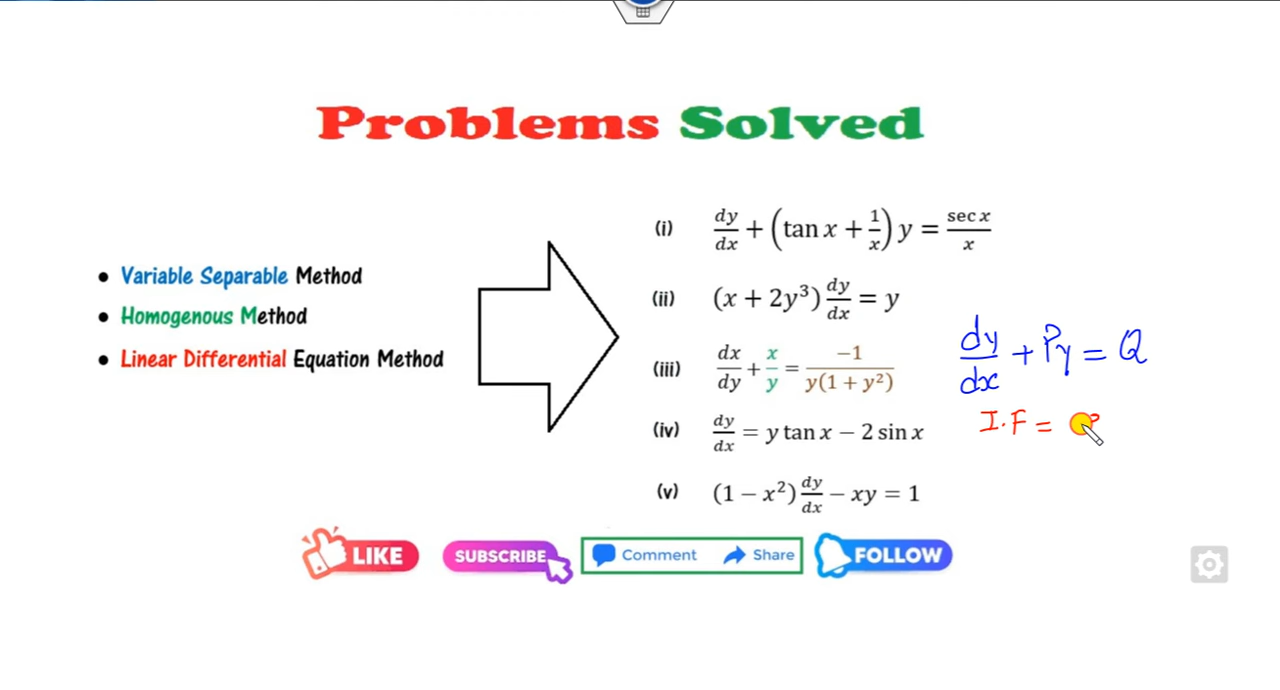 Problems Solved
• Variable Separable Method
• Homogenous Method
• Linear Differential Equation Method
(i) dy/dx + (tan x + 1/x) y = sec x/x
(ii) (x + 2y³) dy/dx = y
(iii) dx/dy + x/y = -1/y(1 + y²)
(iv) dy/dx = y tan x − 2 sin x
(v) (1 − x²) dy/dx − xy = 1
dy/dx + Py = Q
I.F =
LIKE
SUBSCRIBE
Comment
Share
FOLLOW